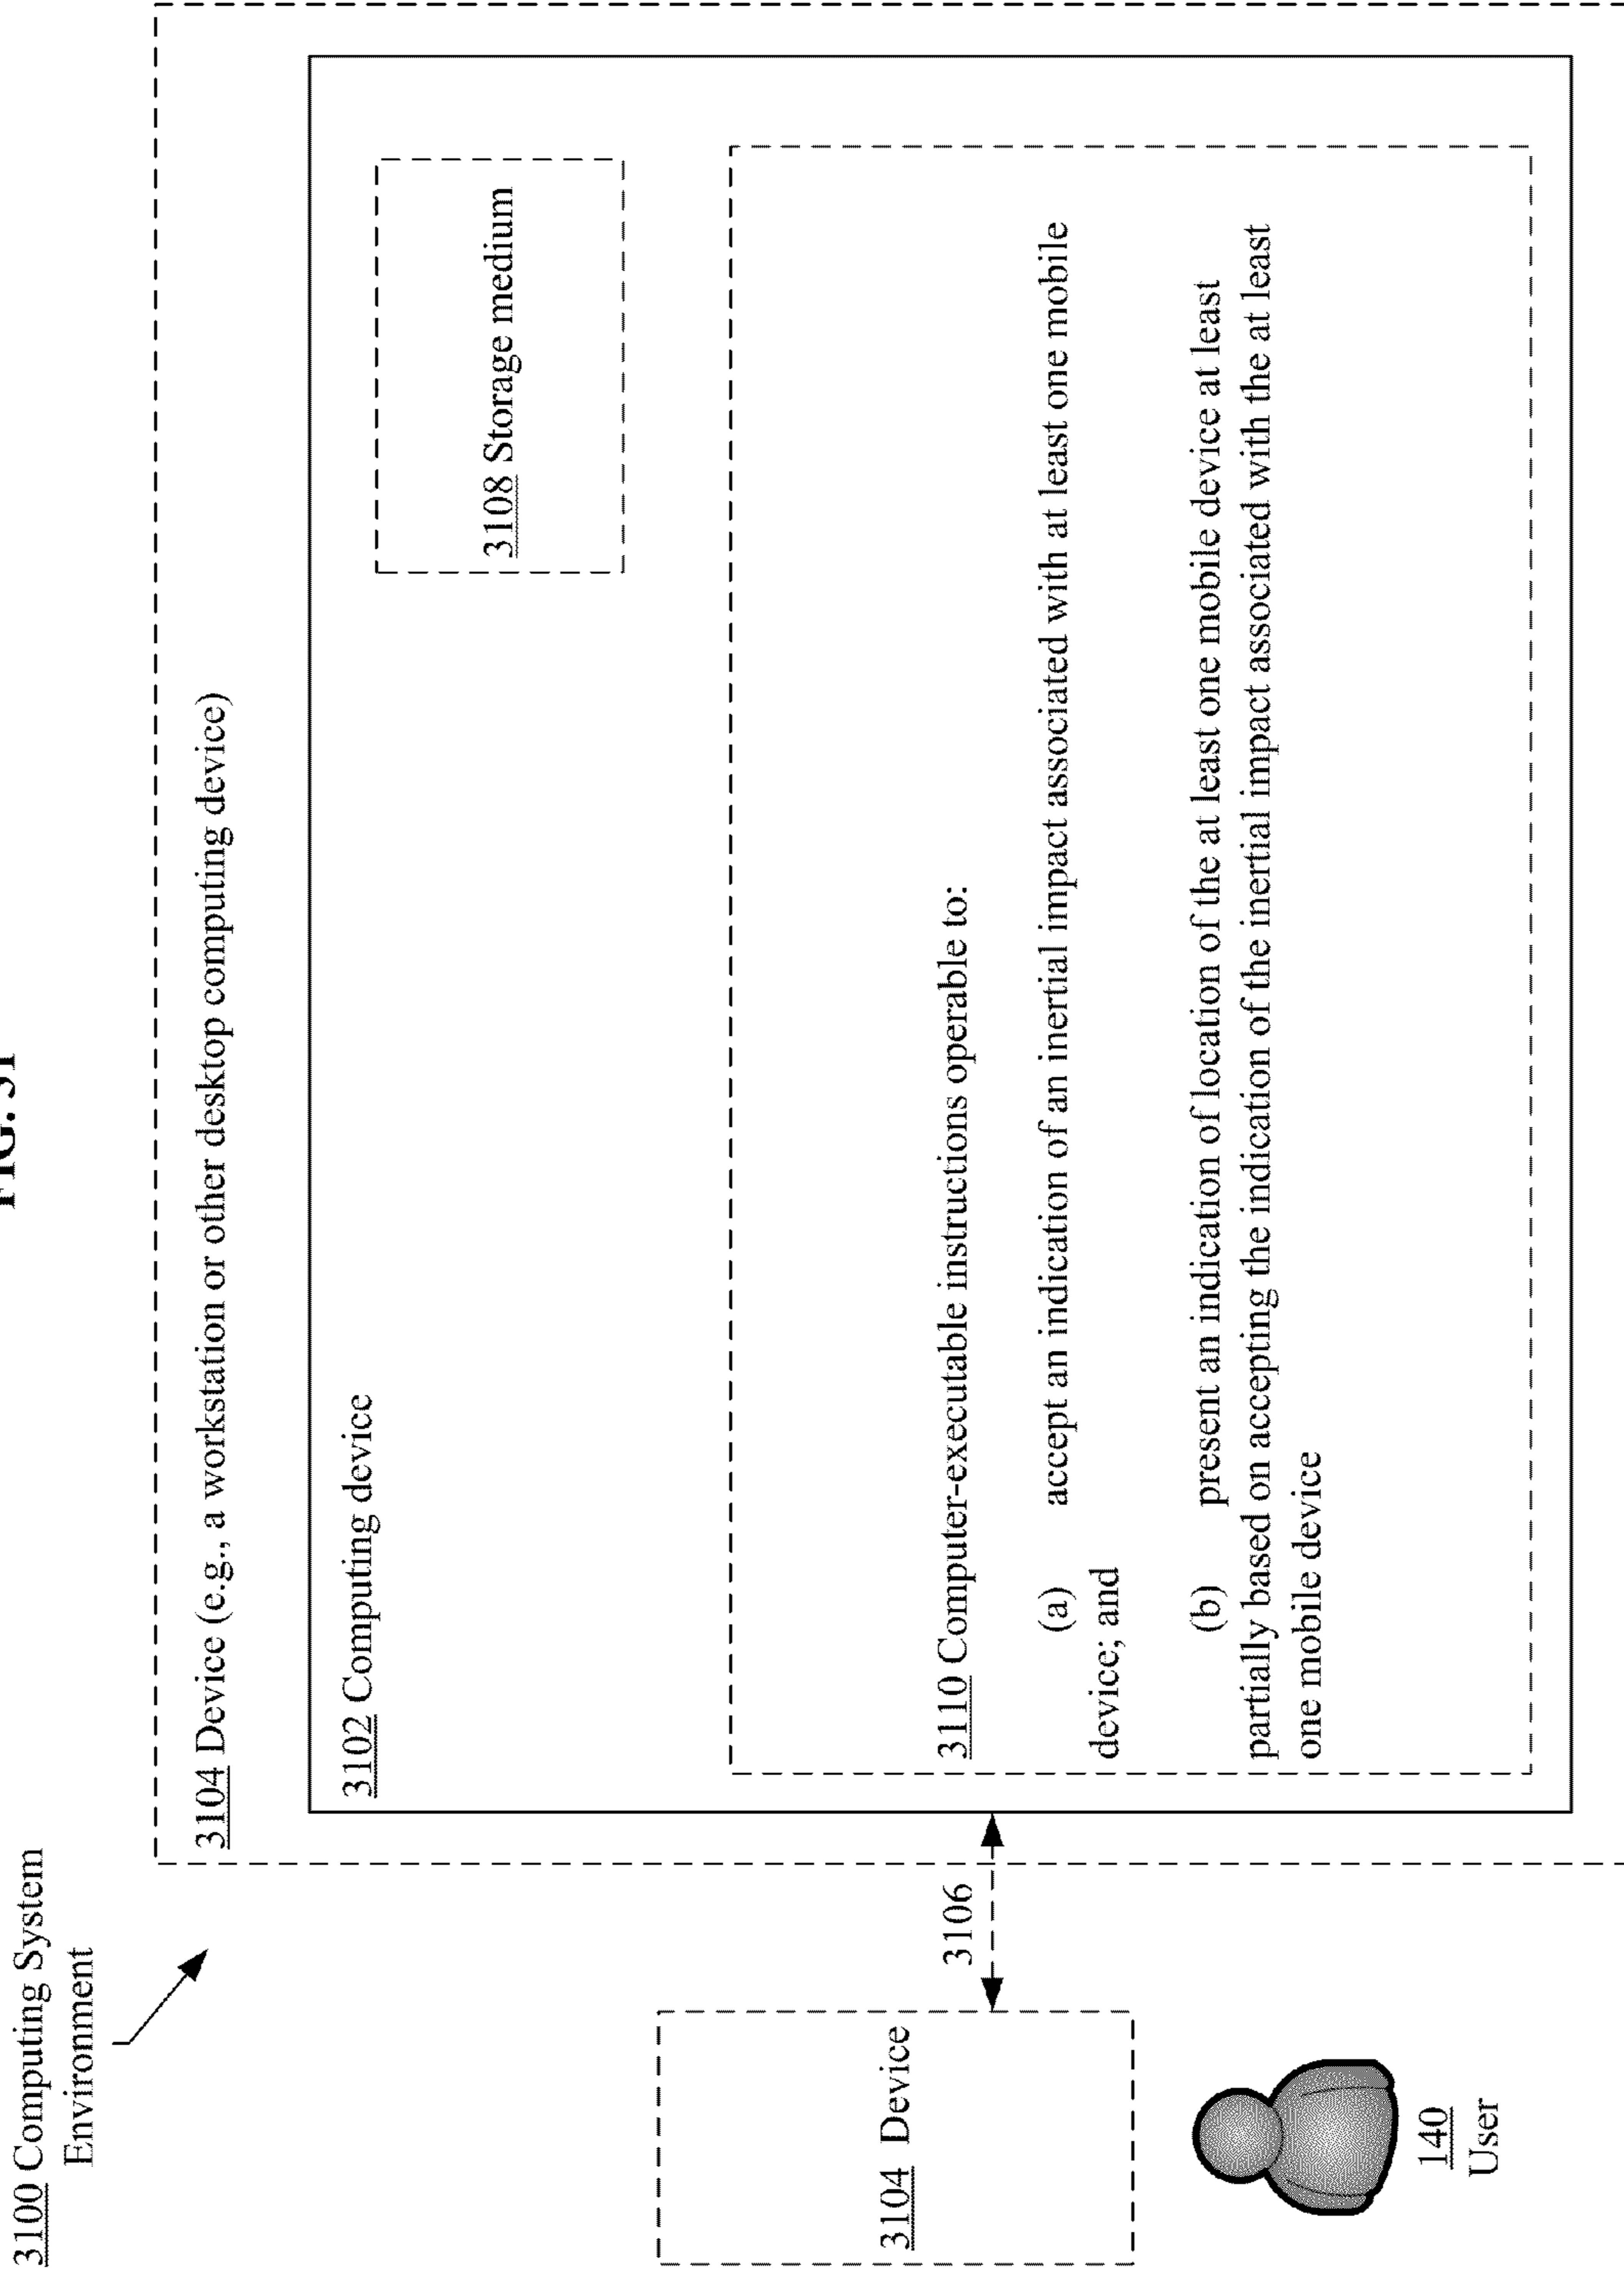 FIG. 31
3100 Computing System
Environment
3104 Device (e.g., a workstation or other desktop computing device)
3102 Computing device
3108 Storage medium
3110 Computer-executable instructions operable to:
(a) accept an indication of an inertial impact associated with at least one mobile
device; and
(b) present an indication of location of the at least one mobile device at least
partially based on accepting the indication of the inertial impact associated with the at least
one mobile device
3106
3104 Device
140
User